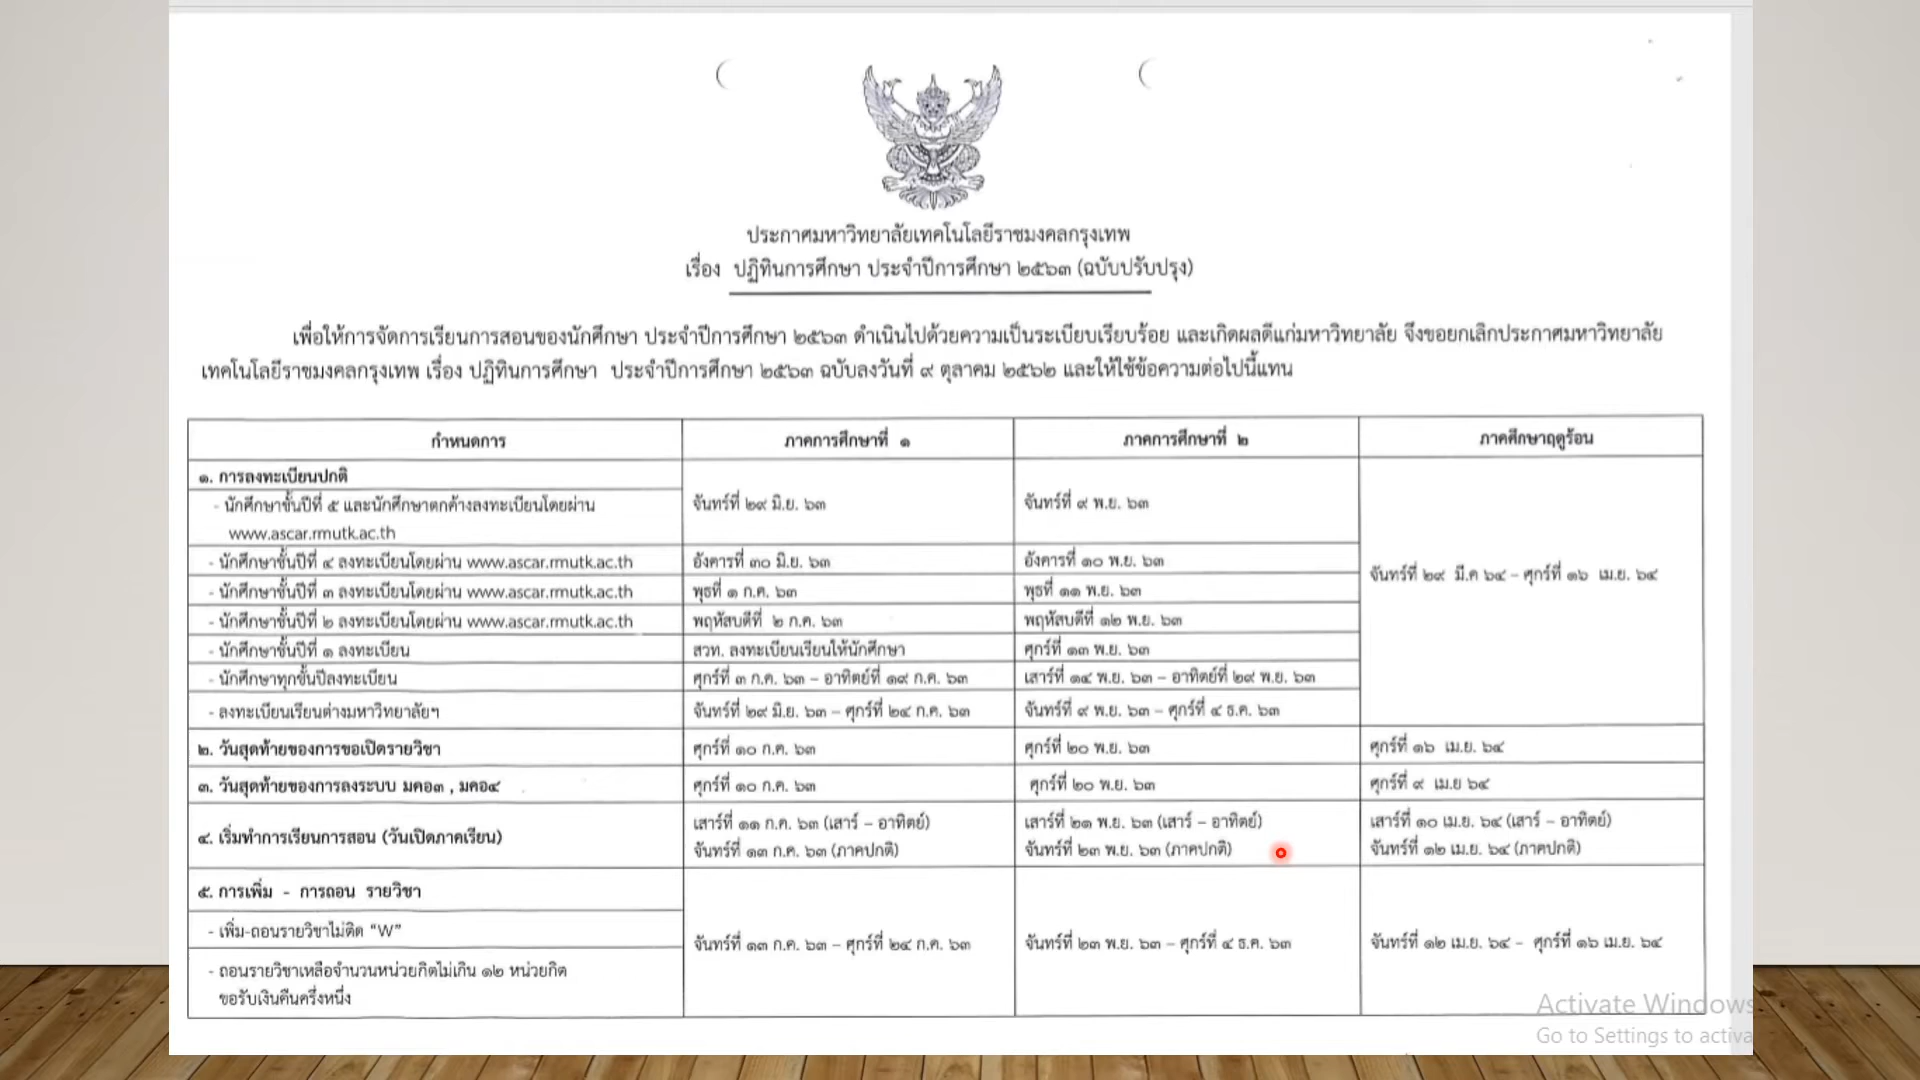 ประกาศมหาวิทยาลัยเทคโนโลยีราชมงคลกรุงเทพ
เรื่อง ปฏิทินการศึกษา ประจำปีการศึกษา ๒๕๖๓ (ฉบับปรับปรุง)
เพื่อให้การจัดการเรียนการสอนของนักศึกษา ประจำปีการศึกษา ๒๕๖๓ ดำเนินไปด้วยความเป็นระเบียบเรียบร้อย และเกิดผลดีแก่มหาวิทยาลัย จึงขอยกเลิกประกาศมหาวิทยาลัย
เทคโนโลยีราชมงคลกรุงเทพ เรื่อง ปฏิทินการศึกษา ประจำปีการศึกษา ๒๕๖๓ ฉบับลงวันที่ ๙ ตุลาคม ๒๕๖๒ และให้ใช้ข้อความต่อไปนี้แทน
กำหนดการ ภาคการศึกษาที่ ๑ ภาคการศึกษาที่ ๒ ภาคศึกษาฤดูร้อน
๑. การลงทะเบียนปกติ
- นักศึกษาชั้นปีที่ ๕ และนักศึกษาตกค้างลงทะเบียนโดยผ่าน
www.ascar.rmutk.ac.th
จันทร์ที่ ๒๙ มิ.ย. ๖๓ จันทร์ที่ ๙ พ.ย. ๖๓
- นักศึกษาชั้นปีที่ ๔ ลงทะเบียนโดยผ่าน www.ascar.rmutk.ac.th อังคารที่ ๓๐ มิ.ย. ๖๓ อังคารที่ ๑๐ พ.ย. ๖๓
จันทร์ที่ ๒๙ มี.ค ๖๔ – ศุกร์ที่ ๑๖ เม.ย. ๖๔
- นักศึกษาชั้นปีที่ ๓ ลงทะเบียนโดยผ่าน www.ascar.rmutk.ac.th พุธที่ ๑ ก.ค. ๖๓ พุธที่ ๑๑ พ.ย. ๖๓
- นักศึกษาชั้นปีที่ ๒ ลงทะเบียนโดยผ่าน www.ascar.rmutk.ac.th พฤหัสบดีที่ ๒ ก.ค. ๖๓ พฤหัสบดีที่ ๑๒ พ.ย. ๖๓
- นักศึกษาชั้นปีที่ ๑ ลงทะเบียน สวท. ลงทะเบียนเรียนให้นักศึกษา ศุกร์ที่ ๑๓ พ.ย. ๖๓
- นักศึกษาทุกชั้นปีลงทะเบียน ศุกร์ที่ ๓ ก.ค. ๖๓ – อาทิตย์ที่ ๑๙ ก.ค. ๖๓ เสาร์ที่ ๑๔ พ.ย. ๖๓ – อาทิตย์ที่ ๒๙ พ.ย. ๖๓
- ลงทะเบียนเรียนต่างมหาวิทยาลัยฯ จันทร์ที่ ๒๙ มิ.ย. ๖๓ – ศุกร์ที่ ๒๔ ก.ค. ๖๓ จันทร์ที่ ๙ พ.ย. ๖๓ – ศุกร์ที่ ๔ ธ.ค. ๖๓
๒. วันสุดท้ายของการขอเปิดรายวิชา ศุกร์ที่ ๑๐ ก.ค. ๖๓ ศุกร์ที่ ๒๐ พ.ย. ๖๓ ศุกร์ที่ ๑๖ เม.ย. ๖๔
๓. วันสุดท้ายของการลงระบบ มคอ๓ , มคอ๔ ศุกร์ที่ ๑๐ ก.ค. ๖๓ ศุกร์ที่ ๒๐ พ.ย. ๖๓ ศุกร์ที่ ๙ เม.ย ๖๔
๔. เริ่มทำการเรียนการสอน (วันเปิดภาคเรียน)
เสาร์ที่ ๑๑ ก.ค. ๖๓ (เสาร์ – อาทิตย์) เสาร์ที่ ๒๑ พ.ย. ๖๓ (เสาร์ – อาทิตย์) เสาร์ที่ ๑๐ เม.ย. ๖๔ (เสาร์ – อาทิตย์)
จันทร์ที่ ๑๓ ก.ค. ๖๓ (ภาคปกติ) จันทร์ที่ ๒๓ พ.ย. ๖๓ (ภาคปกติ) จันทร์ที่ ๑๒ เม.ย. ๖๔ (ภาคปกติ)
๕. การเพิ่ม - การถอน รายวิชา
- เพิ่ม-ถอนรายวิชาไม่ติด “W”
จันทร์ที่ ๑๓ ก.ค. ๖๓ – ศุกร์ที่ ๒๔ ก.ค. ๖๓ จันทร์ที่ ๒๓ พ.ย. ๖๓ – ศุกร์ที่ ๔ ธ.ค. ๖๓ จันทร์ที่ ๑๒ เม.ย. ๖๔ – ศุกร์ที่ ๑๖ เม.ย. ๖๔
- ถอนรายวิชาเหลือจำนวนหน่วยกิตไม่เกิน ๑๒ หน่วยกิต
ขอรับเงินคืนครึ่งหนึ่ง
Activate Windows
Go to Settings to activa